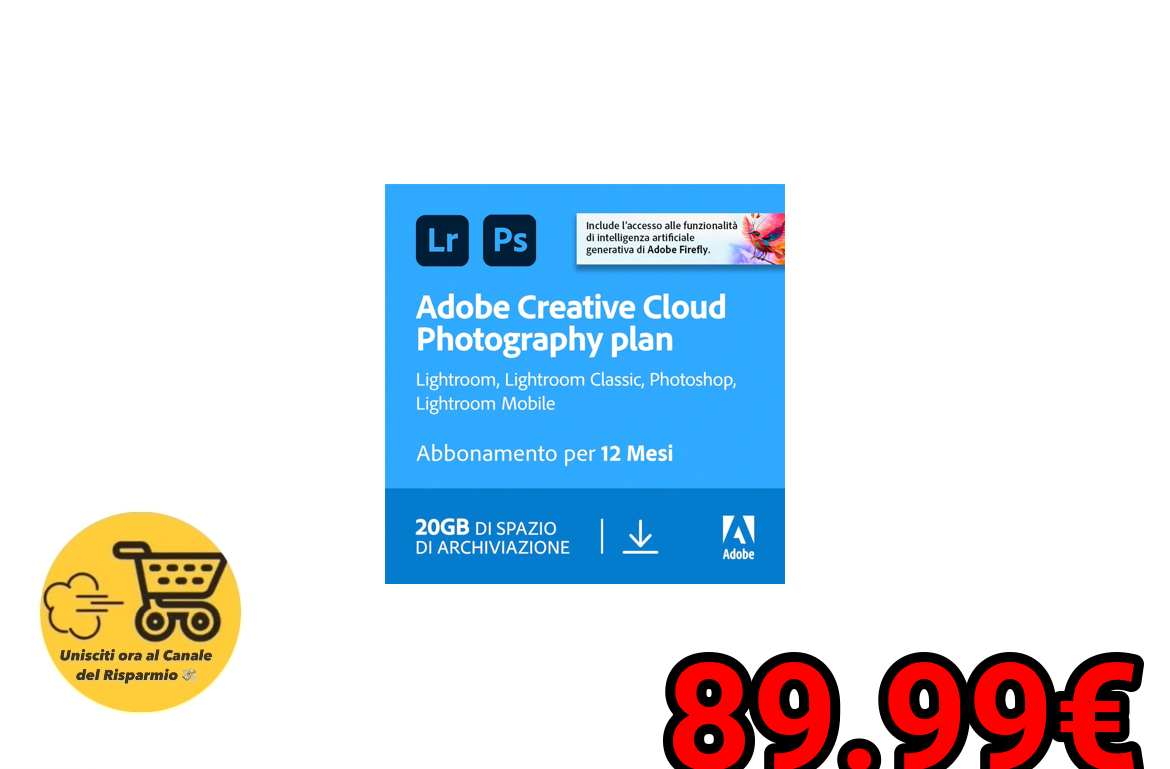 Lr Ps
Include l'accesso alle funzionalità
di intelligenza artificiale
generativa di Adobe Firefly.
Adobe Creative Cloud
Photography plan
Lightroom, Lightroom Classic, Photoshop,
Lightroom Mobile
Abbonamento per 12 Mesi
20GB DI SPAZIO
DI ARCHIVIAZIONE
Adobe
Unisciti ora al Canale
del Risparmio 💸
89.99€